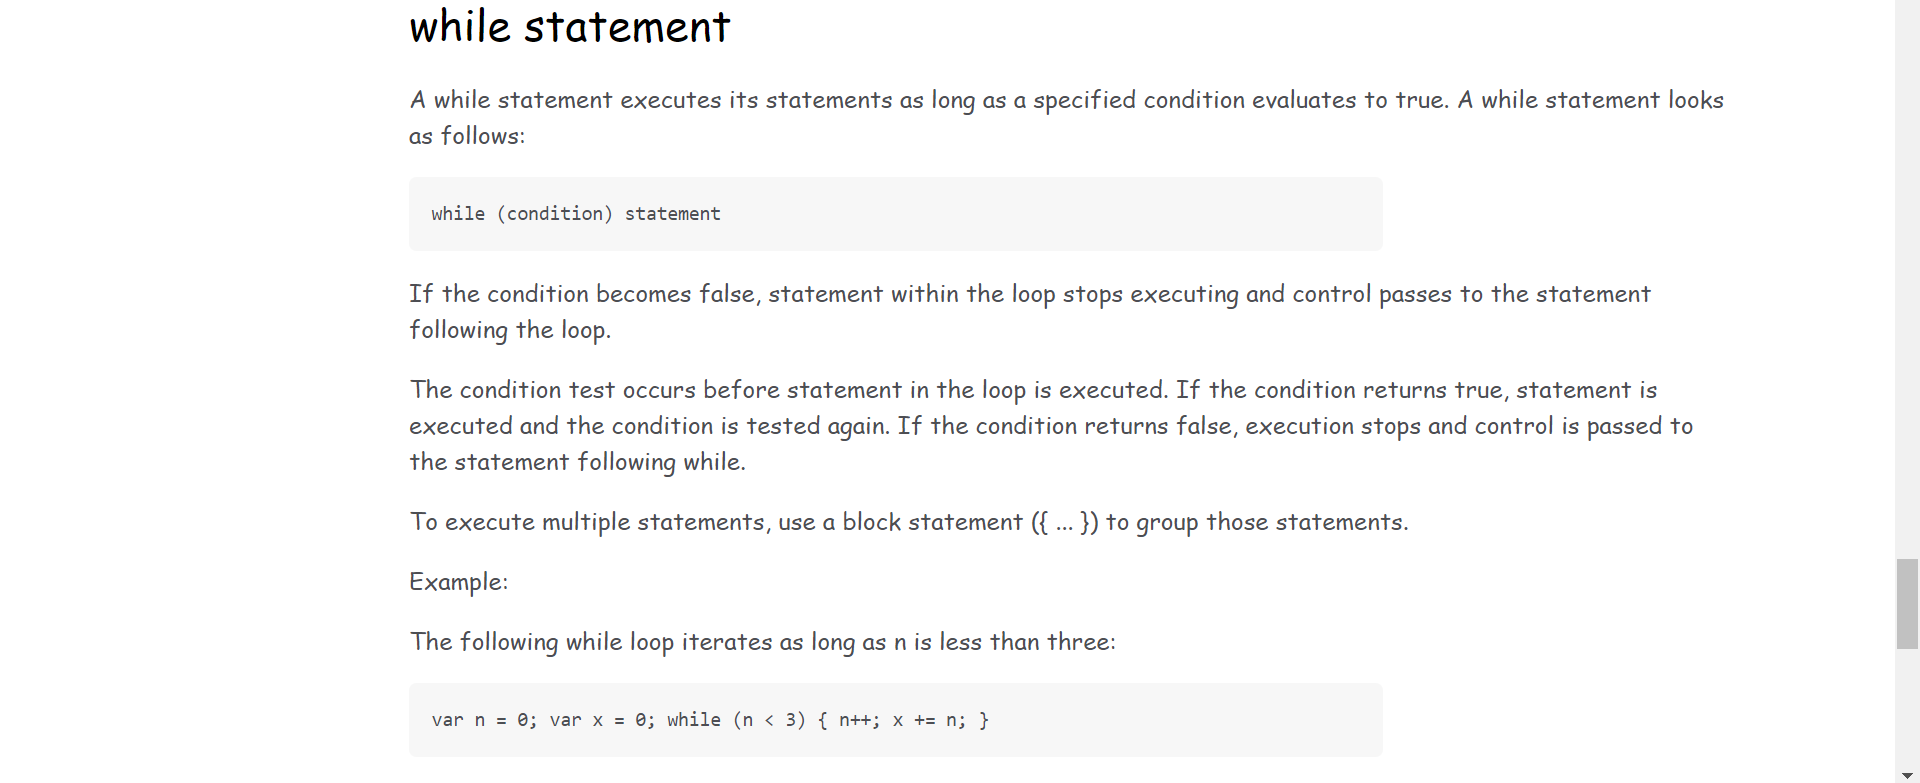 while statement
A while statement executes its statements as long as a specified condition evaluates to true. A while statement looks
as follows:
while (condition) statement
If the condition becomes false, statement within the loop stops executing and control passes to the statement
following the loop.
The condition test occurs before statement in the loop is executed. If the condition returns true, statement is
executed and the condition is tested again. If the condition returns false, execution stops and control is passed to
the statement following while.
To execute multiple statements, use a block statement ({ ... }) to group those statements.
Example:
The following while loop iterates as long as n is less than three:
var n = 0; var x = 0; while (n < 3) { n++; x += n; }